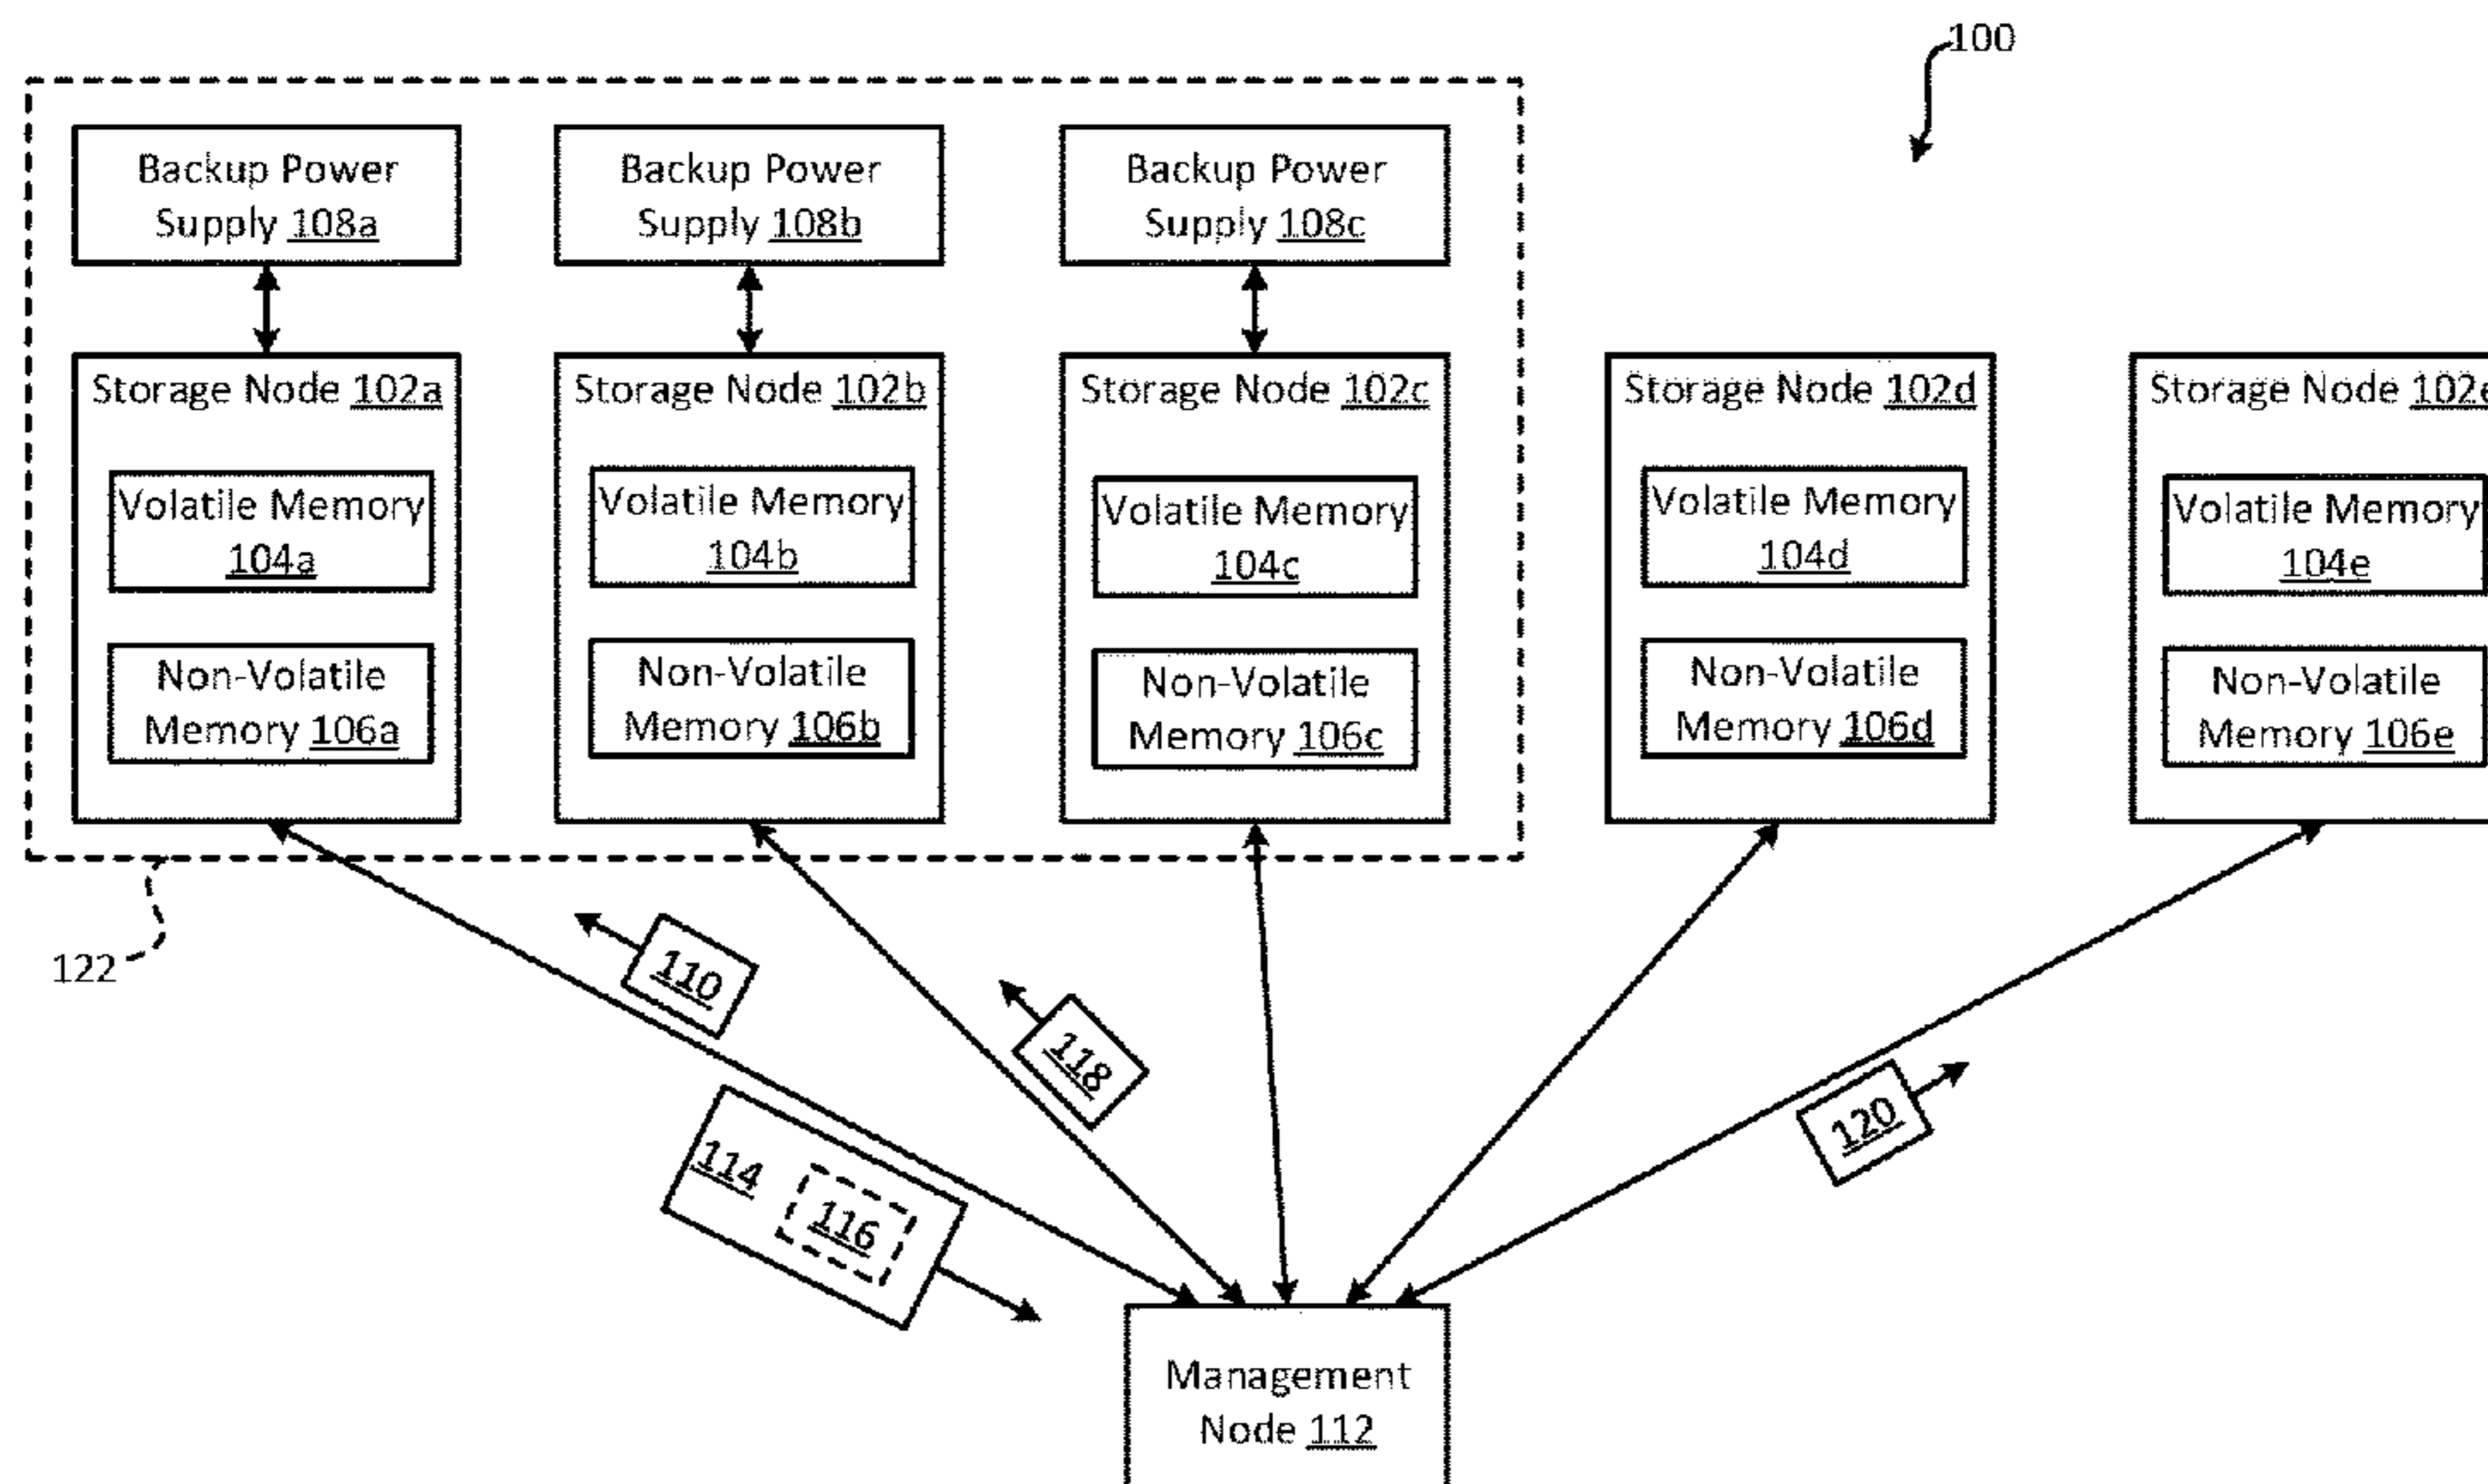 100
Backup Power
Supply 108a
Backup Power
Supply 108b
Backup Power
Supply 108c
Storage Node 102a
Volatile Memory
104a
Non-Volatile
Memory 106a
Storage Node 102b
Volatile Memory
104b
Non-Volatile
Memory 106b
Storage Node 102c
Volatile Memory
104c
Non-Volatile
Memory 106c
Storage Node 102d
Volatile Memory
104d
Non-Volatile
Memory 106d
Storage Node 102e
Volatile Memory
104e
Non-Volatile
Memory 106e
122
110
118
114
116
120
Management
Node 112